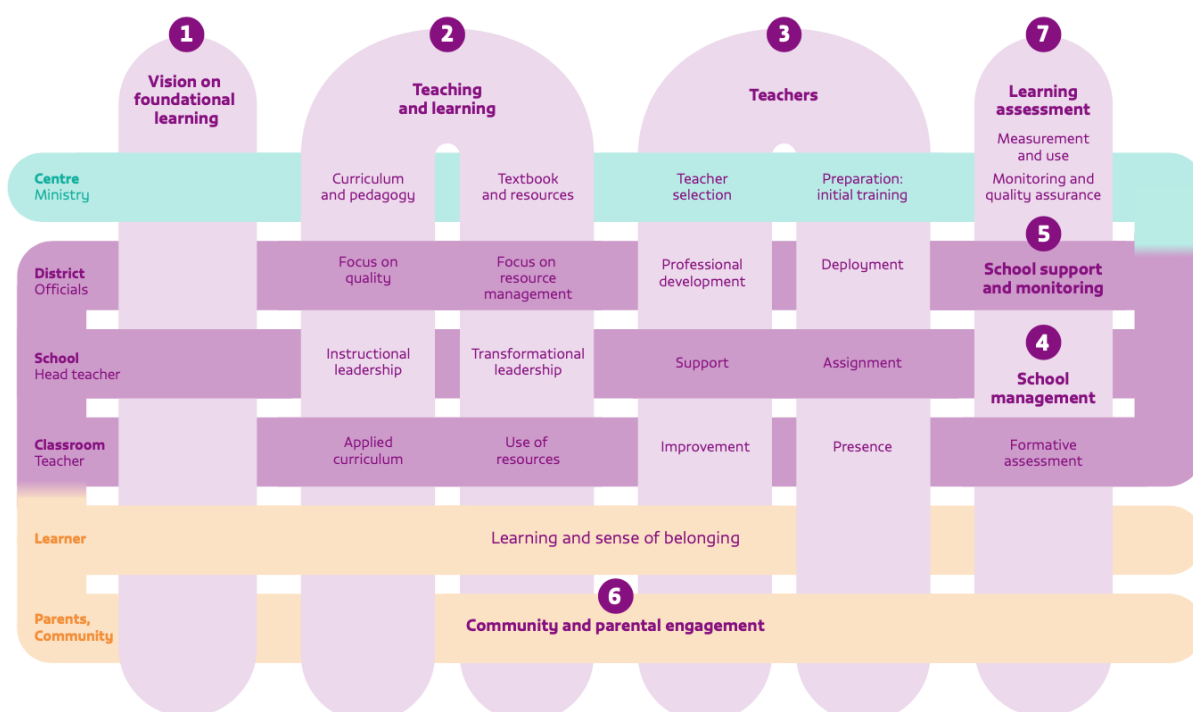 1
2
3
7
Vision on
foundational
learning
Teaching
and learning
Teachers
Learning
assessment
Measurement
and use
Monitoring and
quality assurance
Centre
Ministry
Curriculum
and pedagogy
Textbook
and resources
Teacher
selection
Preparation:
initial training
District
Officials
Focus on
quality
Focus on
resource
management
Professional
development
Deployment
5
School support
and monitoring
School
Head teacher
Instructional
leadership
Transformational
leadership
Support
Assignment
4
School
management
Classroom
Teacher
Applied
curriculum
Use of
resources
Improvement
Presence
Formative
assessment
Learner
Learning and sense of belonging
Parents,
Community
6
Community and parental engagement